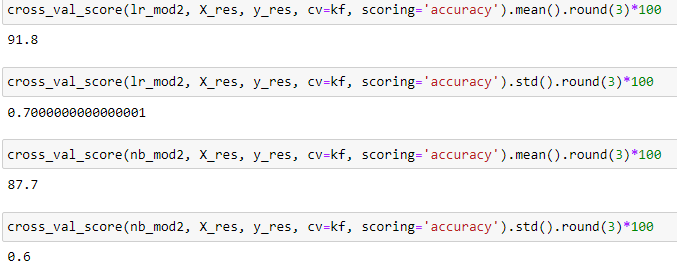 cross_val_score(lr_mod2, X_res, y_res, cv=kf, scoring='accuracy').mean().round(3)*100
91.8
cross_val_score(lr_mod2, X_res, y_res, cv=kf, scoring='accuracy').std().round(3)*100
0.7000000000000001
cross_val_score(nb_mod2, X_res, y_res, cv=kf, scoring='accuracy').mean().round(3)*100
87.7
cross_val_score(nb_mod2, X_res, y_res, cv=kf, scoring='accuracy').std().round(3)*100
0.6